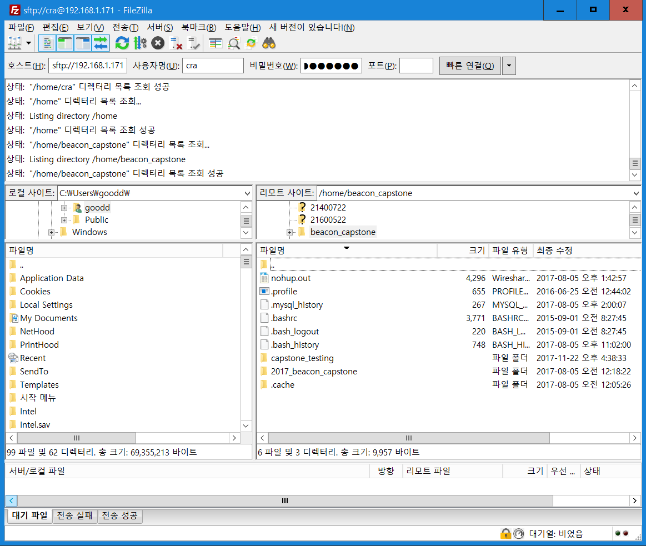 sftp://cra@192.168.1.171 - FileZilla
파일(F) 편집(E) 보기(V) 전송(T) 서버(S) 북마크(B) 도움말(H) 새 버전이 있습니다!(N)
호스트(H): sftp://192.168.1.171 사용자명(U): cra 비밀번호(W): ●●●●●●● 포트(P): 빠른 연결(Q)
상태: "/home/cra" 디렉터리 목록 조회 성공
상태: "/home" 디렉터리 목록 조회...
상태: Listing directory /home
상태: "/home" 디렉터리 목록 조회 성공
상태: "/home/beacon_capstone" 디렉터리 목록 조회...
상태: Listing directory /home/beacon_capstone
상태: "/home/beacon_capstone" 디렉터리 목록 조회 성공
로컬 사이트: C:\Users\goodd\
goodd
Public
Windows
리모트 사이트: /home/beacon_capstone
21400722
21600522
beacon_capstone
파일명
..
Application Data
Cookies
Local Settings
My Documents
NetHood
PrintHood
Recent
SendTo
Templates
시작 메뉴
Intel
Intel.sav
99 파일 및 62 디렉터리. 총 크기: 69,355,213 바이트
파일명 크기 파일 유형 최종 수정
..
nohup.out 4,296 Wireshar... 2017-08-05 오후 1:42:57
.profile 655 PROFILE... 2016-06-25 오전 12:44:02
.mysql_history 267 MYSQL_... 2017-08-05 오후 2:00:07
.bashrc 3,771 BASHRC... 2015-09-01 오전 8:27:45
.bash_logout 220 BASH_L... 2015-09-01 오전 8:27:45
.bash_history 748 BASH_HI... 2017-08-05 오후 11:02:00
capstone_testing 파일 폴더 2017-11-22 오후 4:38:33
2017_beacon_capstone 파일 폴더 2017-08-05 오전 12:18:22
.cache 파일 폴더 2017-08-05 오전 12:05:26
6 파일 및 3 디렉터리. 총 크기: 9,957 바이트
서버/로컬 파일 방향 리모트 파일 크기 우선 ... 상태
대기 파일 전송 실패 전송 성공
대기열: 비었음